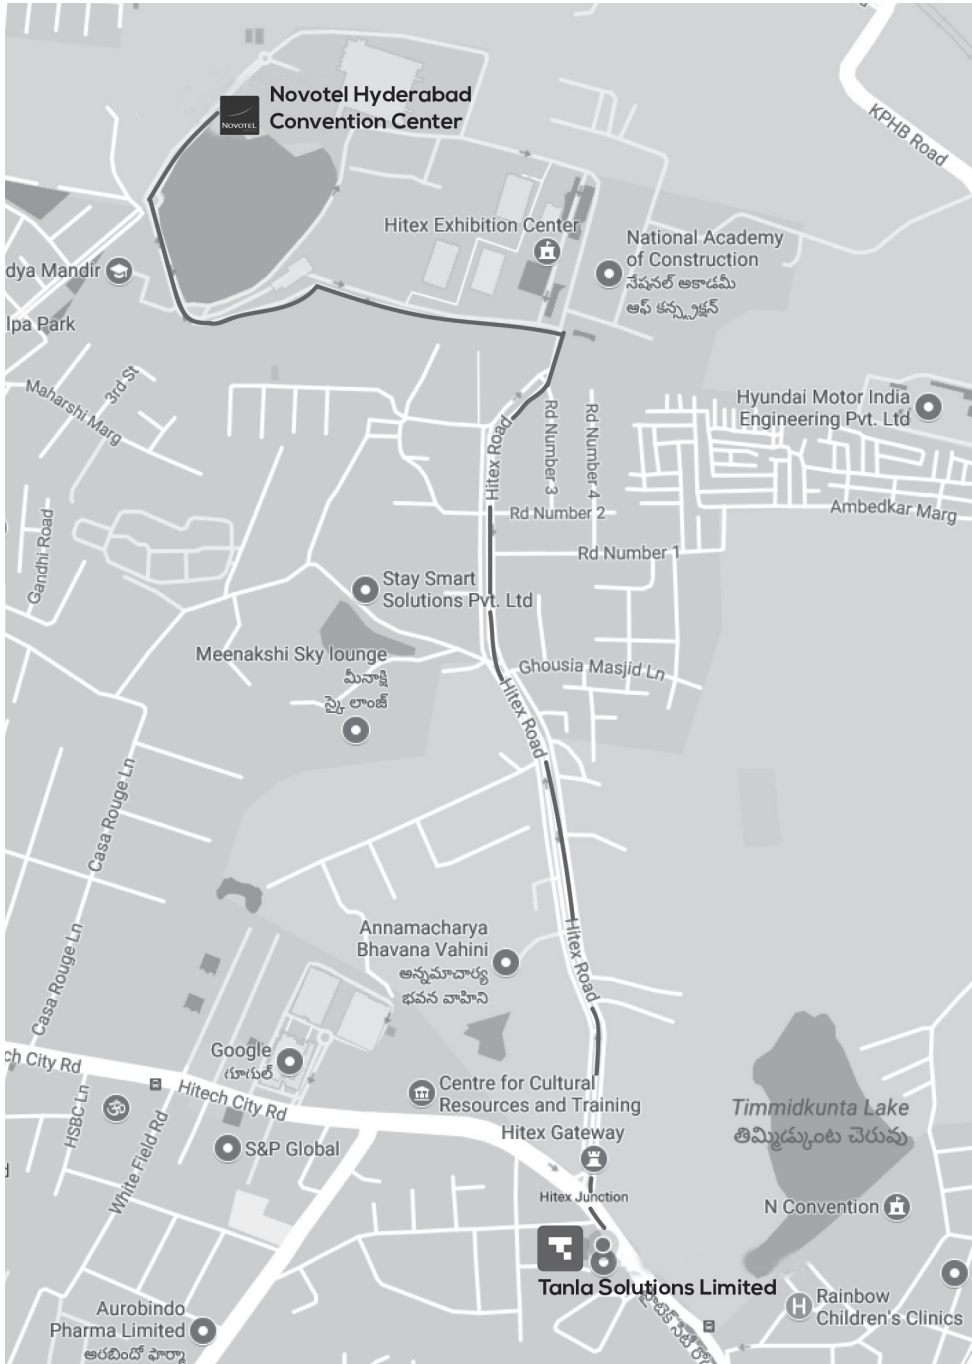 Novotel Hyderabad
Convention Center
NOVOTEL
KPHB Road
Hitex Exhibition Center
National Academy
of Construction
నేషనల్ అకాడమీ
ఆఫ్ కన్స్ట్రక్షన్
dya Mandir
lpa Park
3rd St
Maharshi Marg
Hyundai Motor India
Engineering Pvt. Ltd
Hitex Road
Rd Number 3
Rd Number 4
Rd Number 2
Ambedkar Marg
Gandhi Road
Rd Number 1
Stay Smart
Solutions Pvt. Ltd
Meenakshi Sky lounge
మీనాక్షి
స్కై లాంజ్
Ghousia Masjid Ln
Hitex Road
Casa Rouge Ln
Annamacharya
Bhavana Vahini
అన్నమాచార్య
భవన వాహిని
Hitex Road
Casa Rouge Ln
Google
గూగుల్
ch City Rd
Hitech City Rd
Centre for Cultural
Resources and Training
HSBC Ln
ॐ
White Field Rd
Timmidkunta Lake
తిమ్మిడ్కుంట చెరువు
Hitex Gateway
S&P Global
Hitex Junction
N Convention
Tanla Solutions Limited
H
Rainbow
Children's Clinics
Aurobindo
Pharma Limited
అరబిందో ఫార్మా